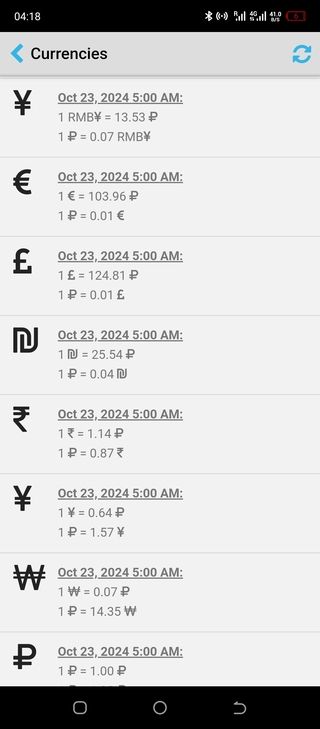 04:18
R 4G 41.0 B/S 6
Currencies
¥
Oct 23, 2024 5:00 AM:
1 RMB¥ = 13.53 ₽
1 ₽ = 0.07 RMB¥
€
Oct 23, 2024 5:00 AM:
1 € = 103.96 ₽
1 ₽ = 0.01 €
£
Oct 23, 2024 5:00 AM:
1 £ = 124.81 ₽
1 ₽ = 0.01 £
₪
Oct 23, 2024 5:00 AM:
1 ₪ = 25.54 ₽
1 ₽ = 0.04 ₪
₹
Oct 23, 2024 5:00 AM:
1 ₹ = 1.14 ₽
1 ₽ = 0.87 ₹
¥
Oct 23, 2024 5:00 AM:
1 ¥ = 0.64 ₽
1 ₽ = 1.57 ¥
₩
Oct 23, 2024 5:00 AM:
1 ₩ = 0.07 ₽
1 ₽ = 14.35 ₩
₽
Oct 23, 2024 5:00 AM:
1 ₽ = 1.00 ₽